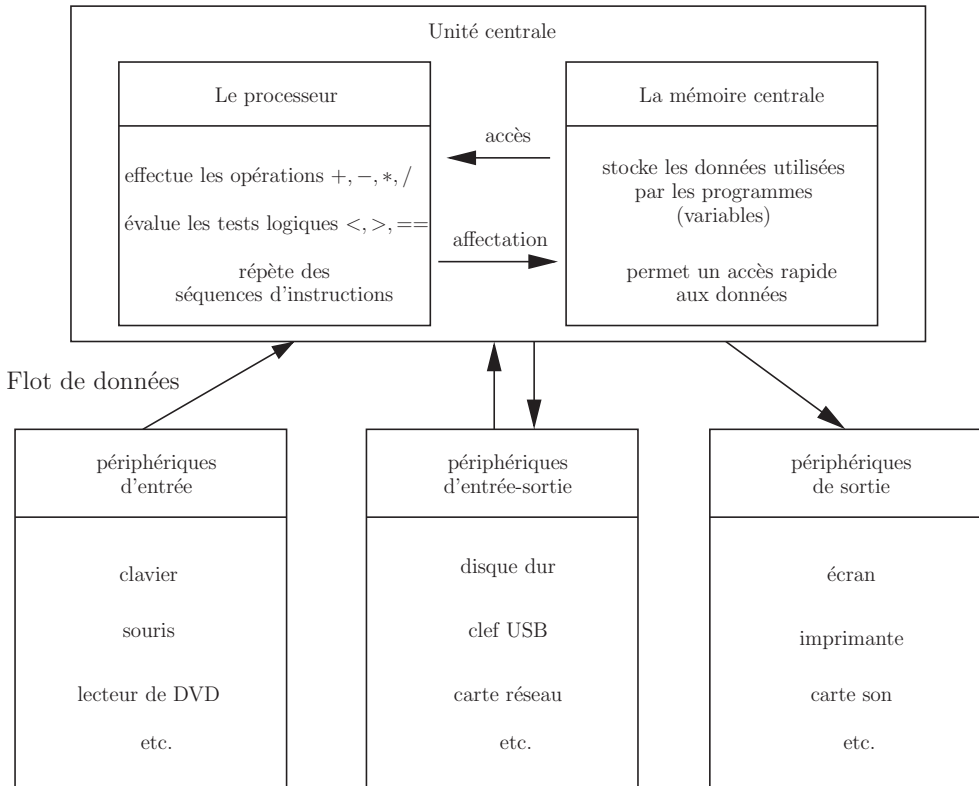 Unité centrale
Le processeur
effectue les opérations +, −, ∗, /
évalue les tests logiques <, >, ==
répète des
séquences d'instructions
accès
affectation
La mémoire centrale
stocke les données utilisées
par les programmes
(variables)
permet un accès rapide
aux données
Flot de données
périphériques
d'entrée
clavier
souris
lecteur de DVD
etc.
périphériques
d'entrée-sortie
disque dur
clef USB
carte réseau
etc.
périphériques
de sortie
écran
imprimante
carte son
etc.